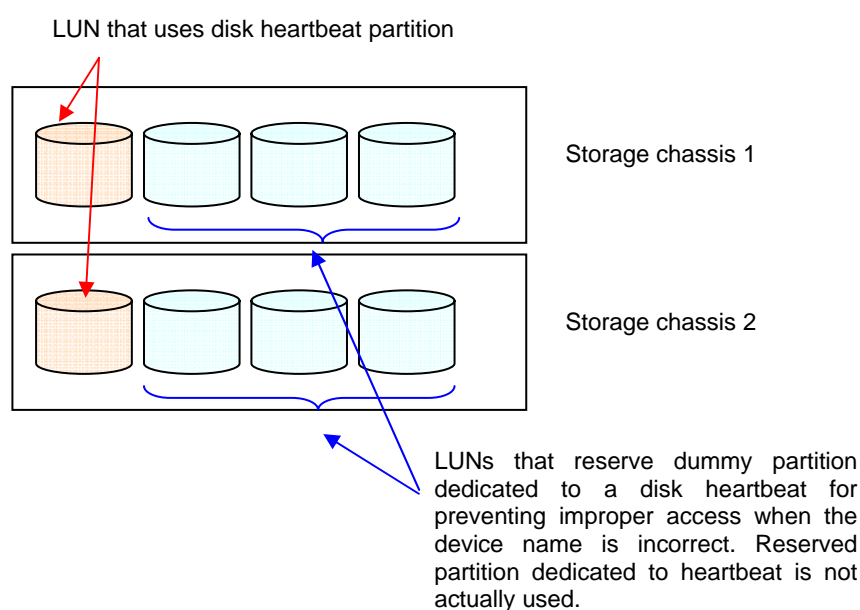 LUN that uses disk heartbeat partition
Storage chassis 1
Storage chassis 2
LUNs that reserve dummy partition
dedicated to a disk heartbeat for
preventing improper access when the
device name is incorrect. Reserved
partition dedicated to heartbeat is not
actually used.